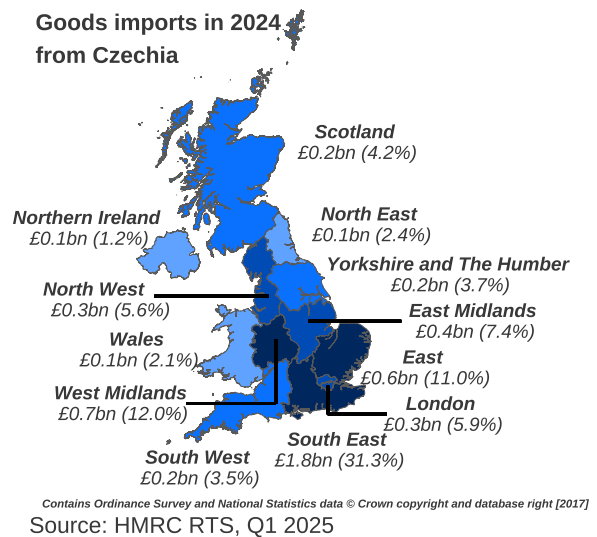 Goods imports in 2024
from Czechia
Scotland
£0.2bn (4.2%)
Northern Ireland
£0.1bn (1.2%)
North East
£0.1bn (2.4%)
Yorkshire and The Humber
£0.2bn (3.7%)
North West
£0.3bn (5.6%)
East Midlands
£0.4bn (7.4%)
Wales
£0.1bn (2.1%)
East
£0.6bn (11.0%)
West Midlands
£0.7bn (12.0%)
London
£0.3bn (5.9%)
South East
£1.8bn (31.3%)
South West
£0.2bn (3.5%)
Contains Ordinance Survey and National Statistics data © Crown copyright and database right [2017]
Source: HMRC RTS, Q1 2025